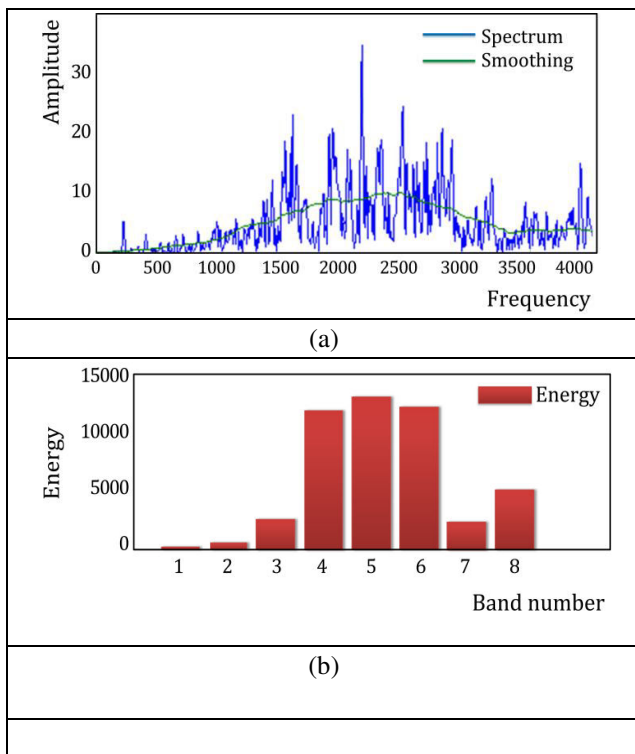 Amplitude
30
20
10
0
Spectrum
Smoothing
0 500 1000 1500 2000 2500 3000 3500 4000
Frequency
(a)
Energy
15000
10000
5000
0
Energy
1 2 3 4 5 6 7 8
Band number
(b)